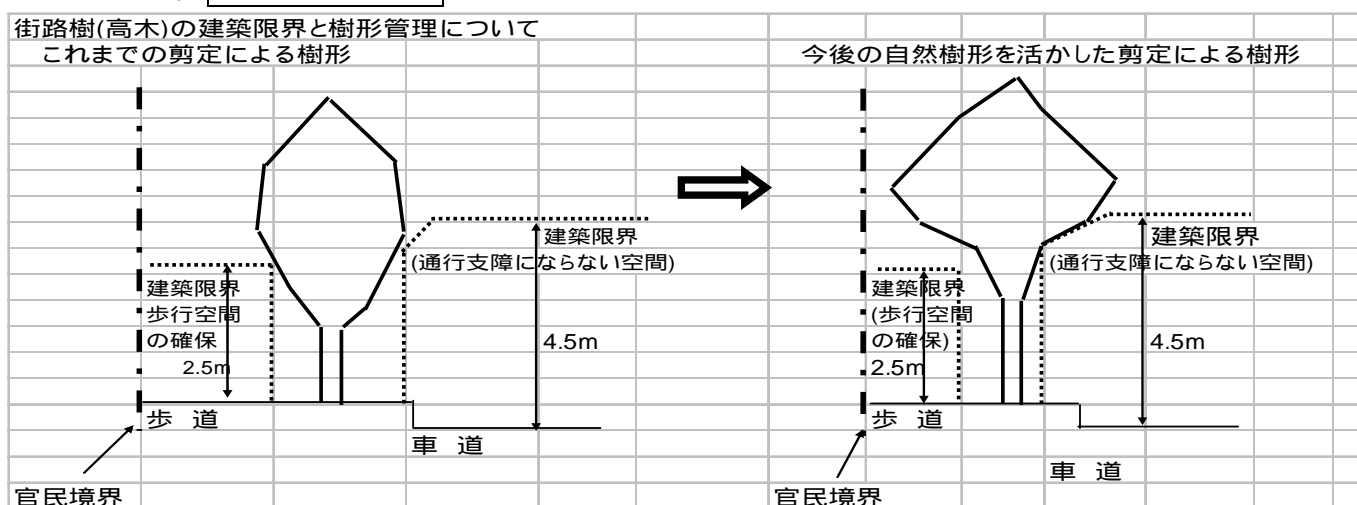 街路樹(高木)の建築限界と樹形管理について
これまでの剪定による樹形
今後の自然樹形を活かした剪定による樹形
建築限界
(通行支障にならない空間)
建築限界
歩行空間
の確保
2.5m
4.5m
歩 道
車 道
官民境界
建築限界
(通行支障にならない空間)
建築限界
(歩行空間
の確保)
2.5m
4.5m
歩 道
車 道
官民境界